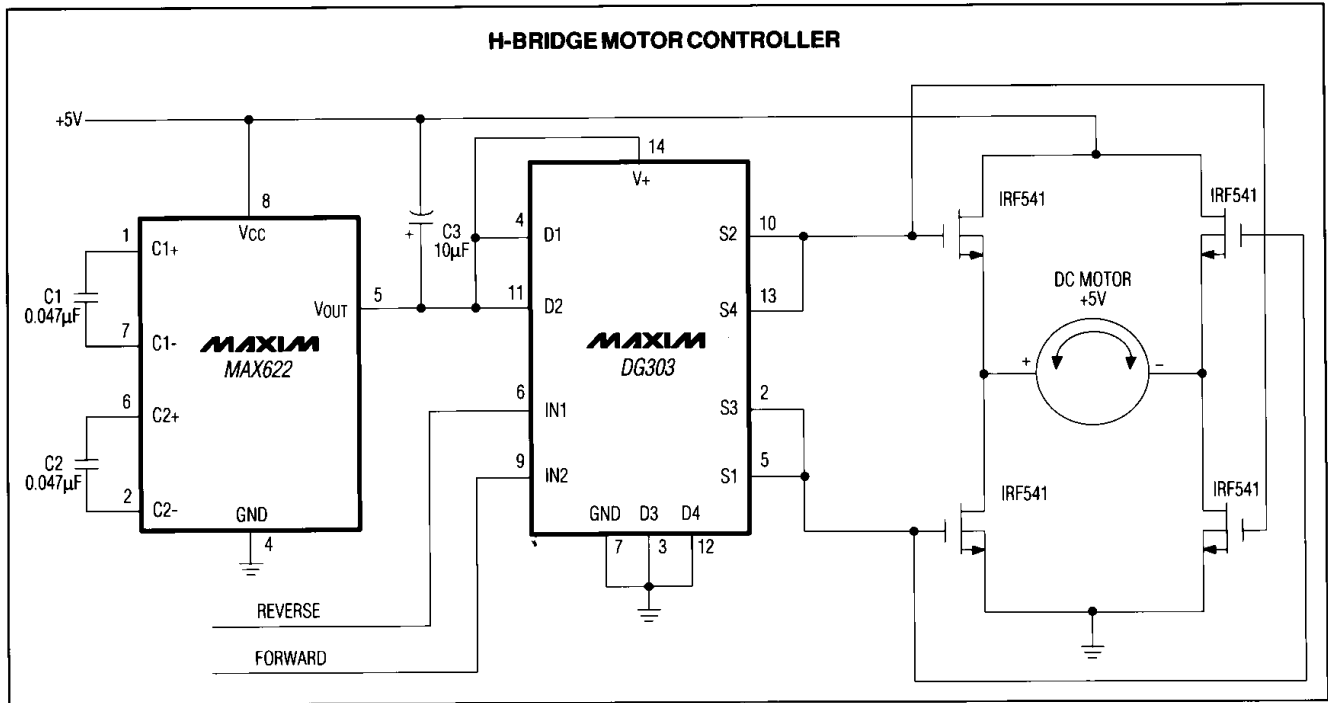 H-BRIDGE MOTOR CONTROLLER
+5V
14
V+
8
VCC
1
C1+
C1
0.047µF
7
C1-
6
C2+
C2
0.047µF
2
C2-
GND
4
MAXIM
MAX622
5
VOUT
+
C3
10µF
4
D1
11
D2
MAXIM
DG303
6
IN1
9
IN2
GND
D3
D4
7
3
12
10
S2
13
S4
2
S3
5
S1
REVERSE
FORWARD
IRF541
IRF541
DC MOTOR
+5V
+
-
IRF541
IRF541